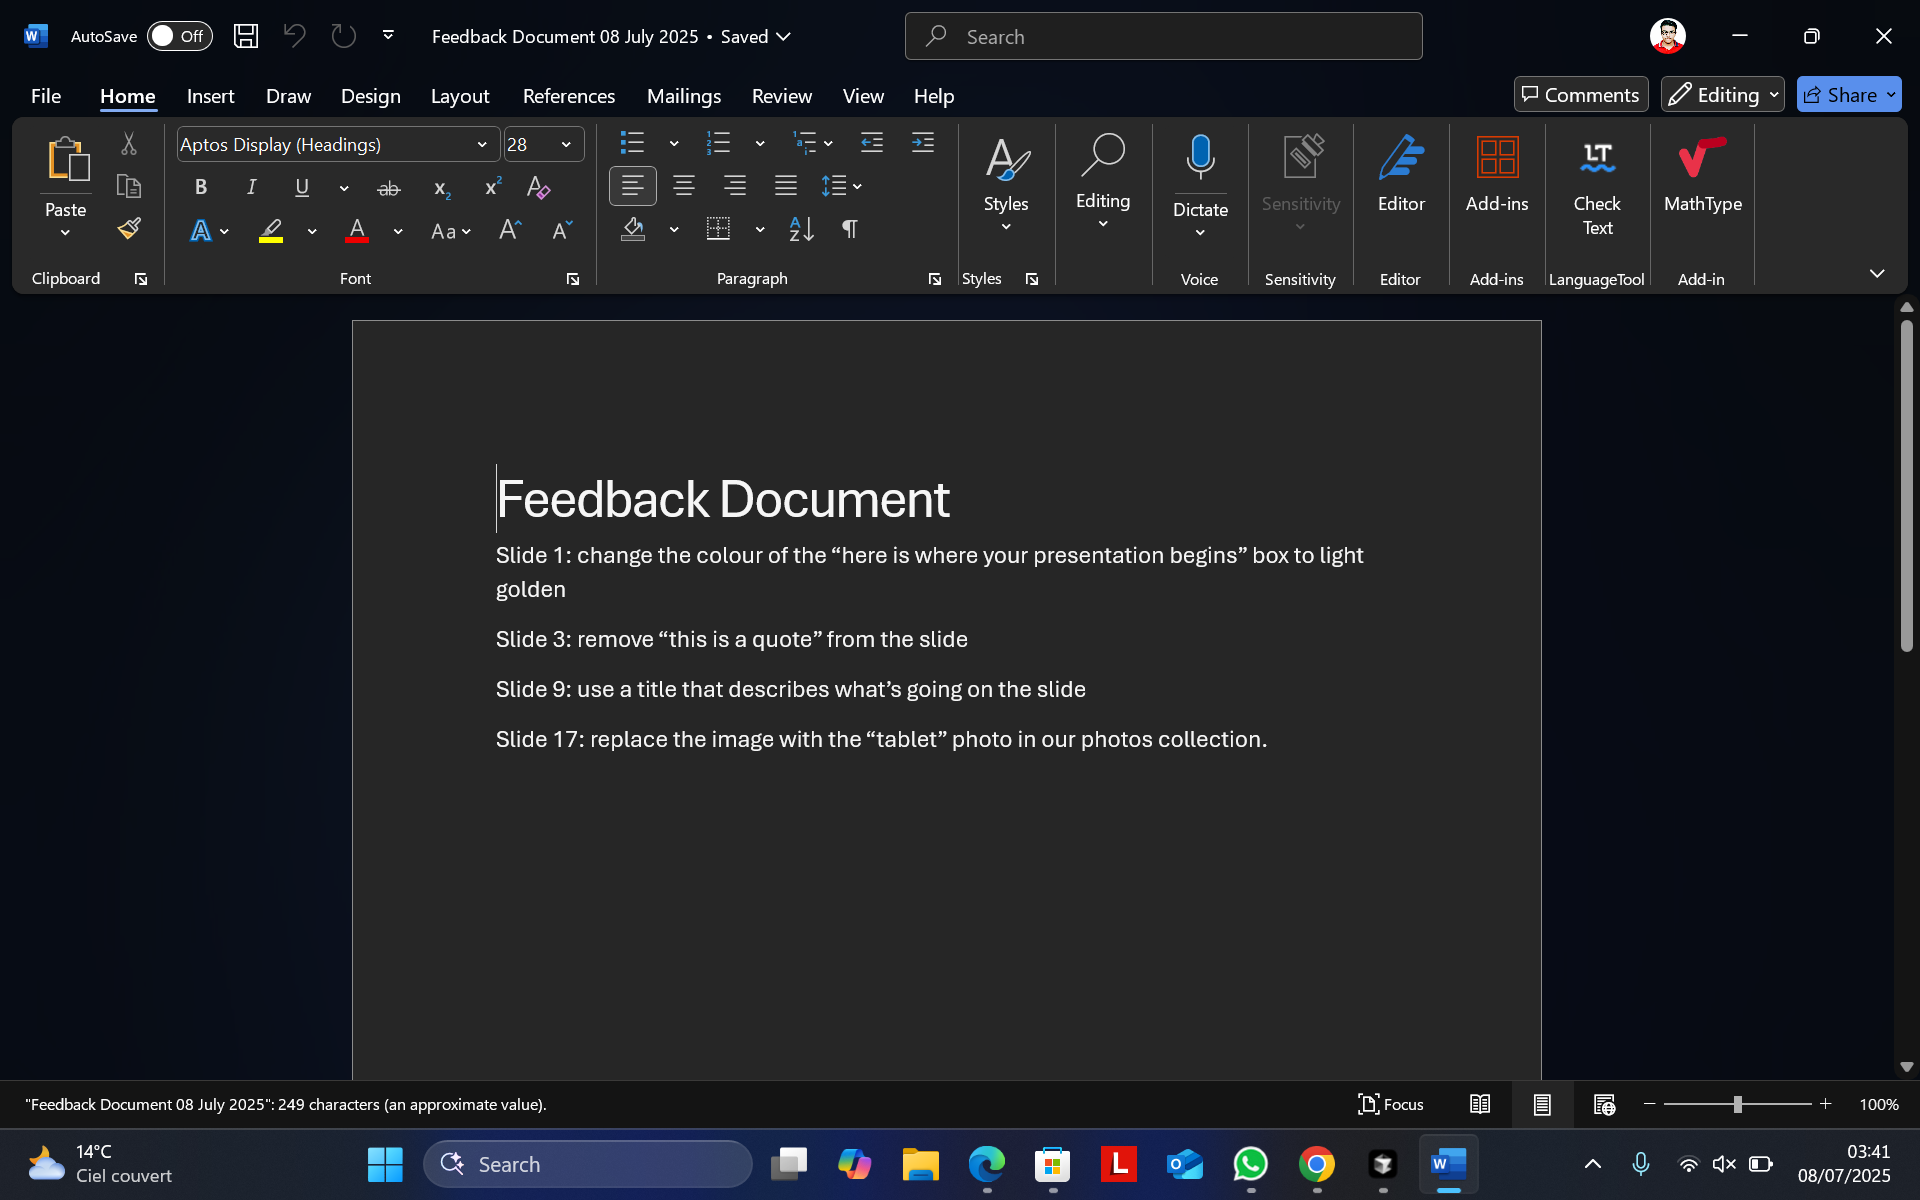 AutoSave Off Feedback Document 08 July 2025 • Saved Search
File Home Insert Draw Design Layout References Mailings Review View Help Comments Editing Share
Aptos Display (Headings) 28
Paste
Styles Editing Dictate Sensitivity Editor Add-ins Check Text MathType
Clipboard Font Paragraph Styles Voice Sensitivity Editor Add-ins LanguageTool Add-in
Feedback Document
Slide 1: change the colour of the “here is where your presentation begins” box to light
golden
Slide 3: remove “this is a quote” from the slide
Slide 9: use a title that describes what’s going on the slide
Slide 17: replace the image with the “tablet” photo in our photos collection.
"Feedback Document 08 July 2025": 249 characters (an approximate value). Focus 100%
14°C
Ciel couvert
Search
03:41
08/07/2025